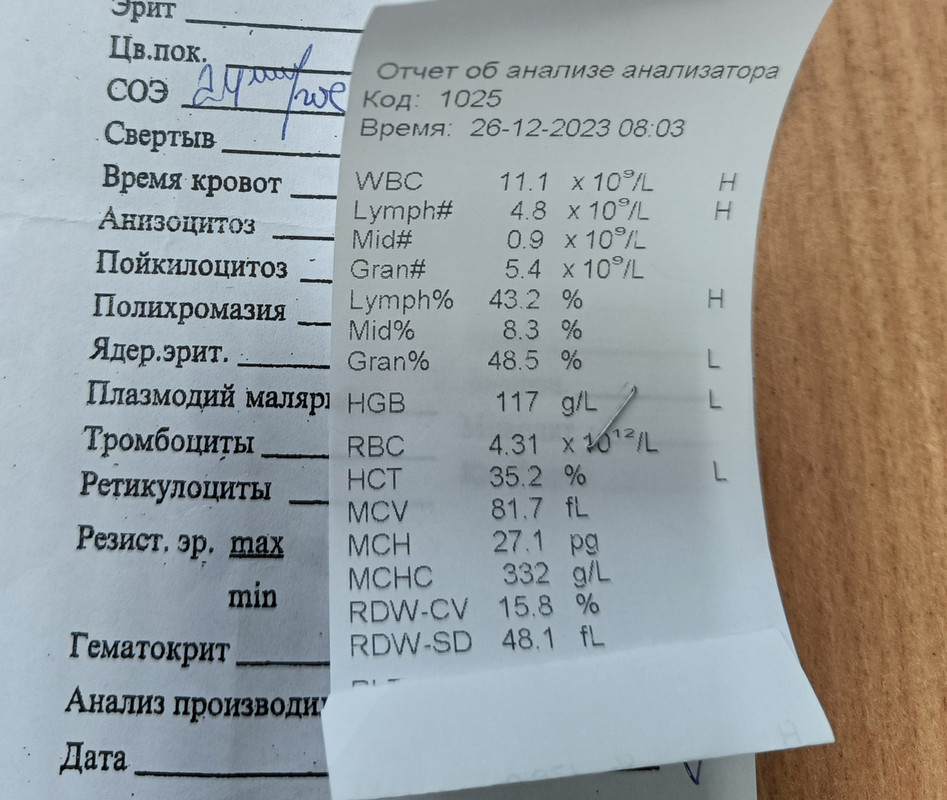 Эрит
Цв.пок.
СОЭ 24 мм/час
Свертыв
Время кровот
Анизоцитоз
Пойкилоцитоз
Полихромазия
Ядер.эрит.
Плазмодий маляри
Тромбоциты
Ретикулоциты
Резист. эр. max
min
Гематокрит
Анализ производи
Дата
Отчет об анализе анализатора
Код: 1025
Время: 26-12-2023 08:03
WBC 11.1 x 10⁹/L H
Lymph# 4.8 x 10⁹/L H
Mid# 0.9 x 10⁹/L
Gran# 5.4 x 10⁹/L
Lymph% 43.2 % H
Mid% 8.3 %
Gran% 48.5 % L
HGB 117 g/L L
RBC 4.31 x 10¹²/L
HCT 35.2 % L
MCV 81.7 fL
MCH 27.1 pg
MCHC 332 g/L
RDW-CV 15.8 %
RDW-SD 48.1 fL